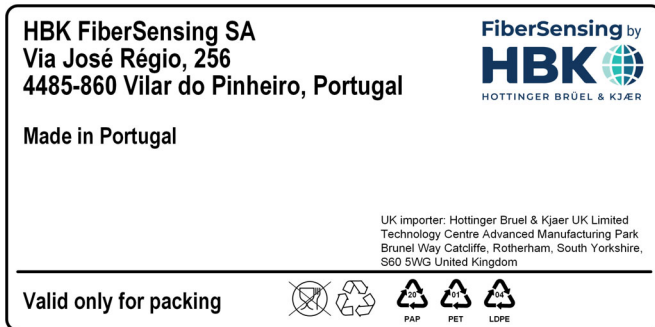 HBK FiberSensing SA
Via José Régio, 256
4485-860 Vilar do Pinheiro, Portugal
FiberSensing by
HBK
HOTTINGER BRÜEL & KJÆR
Made in Portugal
UK importer: Hottinger Bruel & Kjaer UK Limited
Technology Centre Advanced Manufacturing Park
Brunel Way Catcliffe, Rotherham, South Yorkshire,
S60 5WG United Kingdom
Valid only for packing
20
PAP
01
PET
04
LDPE